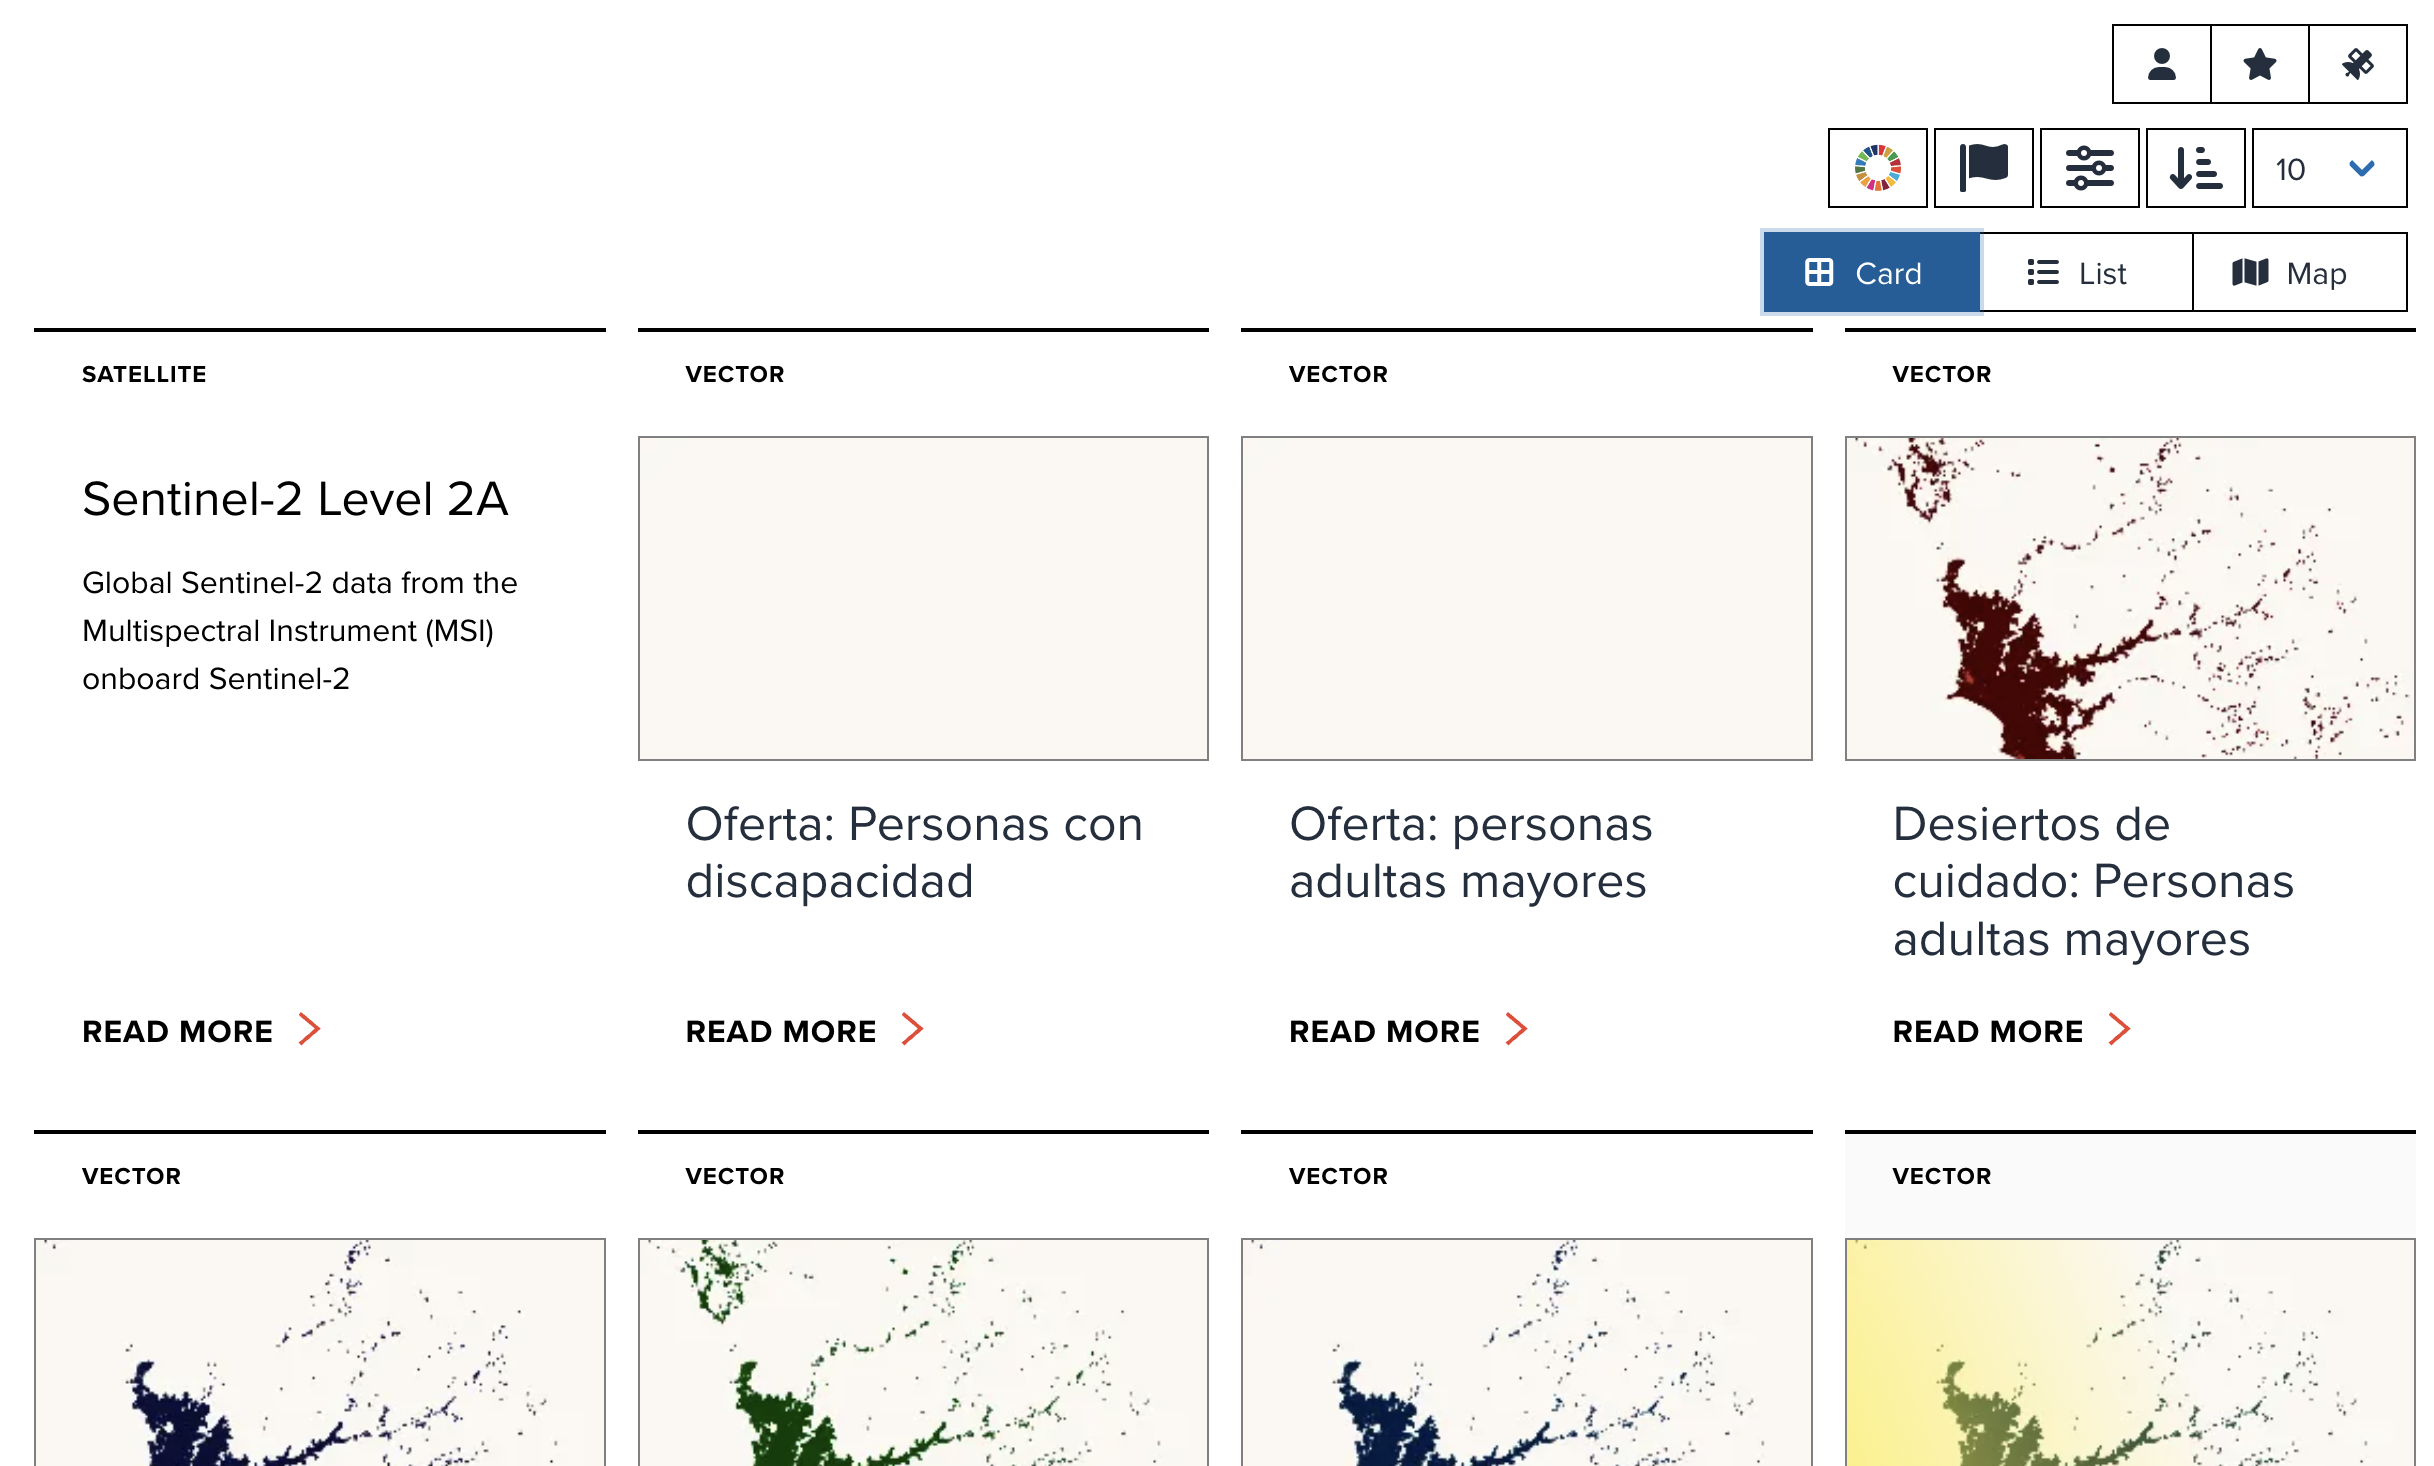 10
Card
List
Map
SATELLITE
Sentinel-2 Level 2A
Global Sentinel-2 data from the
Multispectral Instrument (MSI)
onboard Sentinel-2
READ MORE
VECTOR
Oferta: Personas con
discapacidad
READ MORE
VECTOR
Oferta: personas
adultas mayores
READ MORE
VECTOR
Desiertos de
cuidado: Personas
adultas mayores
READ MORE
VECTOR
VECTOR
VECTOR
VECTOR